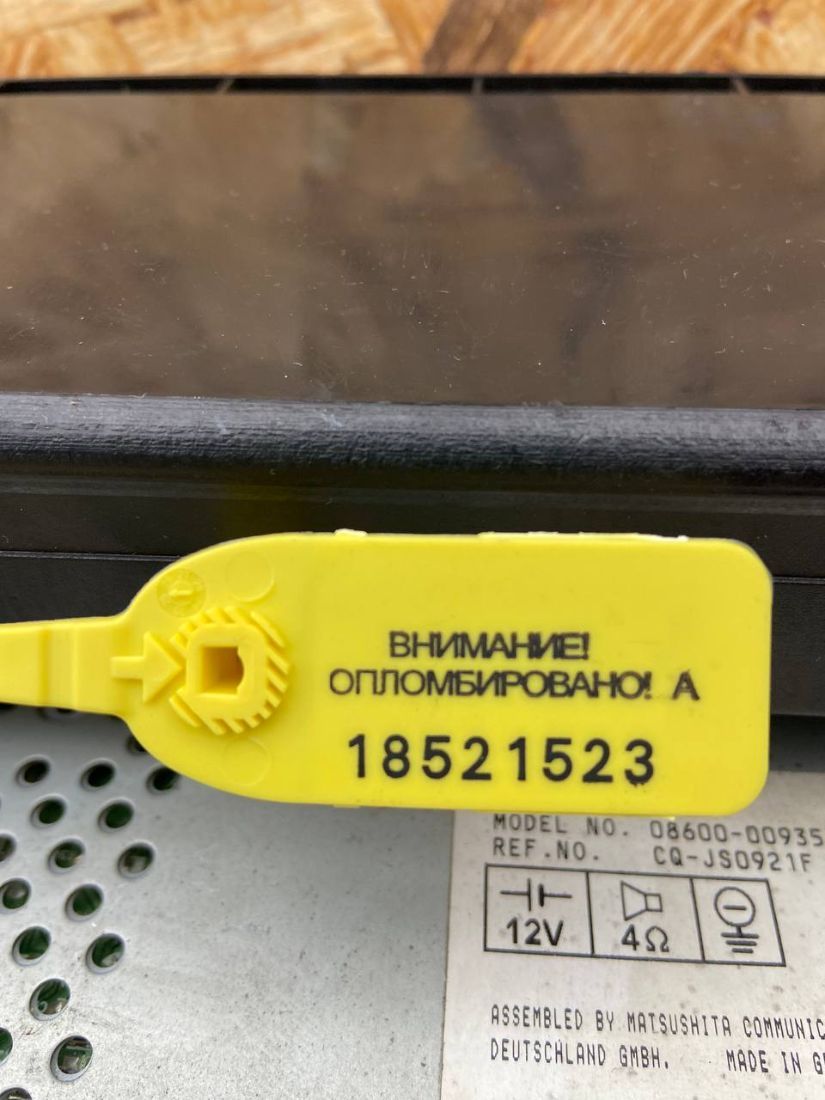 ВНИМАНИЕ!
ОПЛОМБИРОВАНО! А
18521523
MODEL NO. 08600-00935
REF.NO. CQ-JS0921F
12V 4Ω
ASSEMBLED BY MATSUSHITA
DEUTSCHLAND GMBH. MADE IN